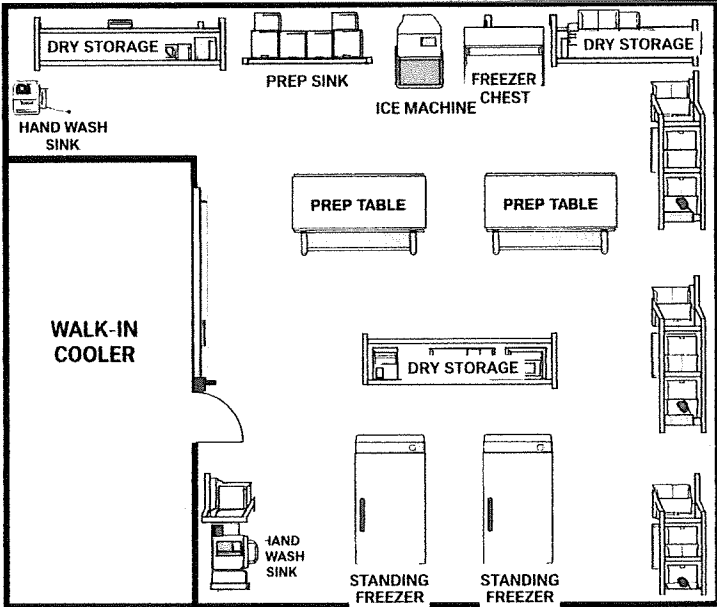 DRY STORAGE
PREP SINK
ICE MACHINE
FREEZER
CHEST
DRY STORAGE
HAND WASH
SINK
PREP TABLE
PREP TABLE
WALK-IN
COOLER
DRY STORAGE
HAND
WASH
SINK
STANDING
FREEZER
STANDING
FREEZER